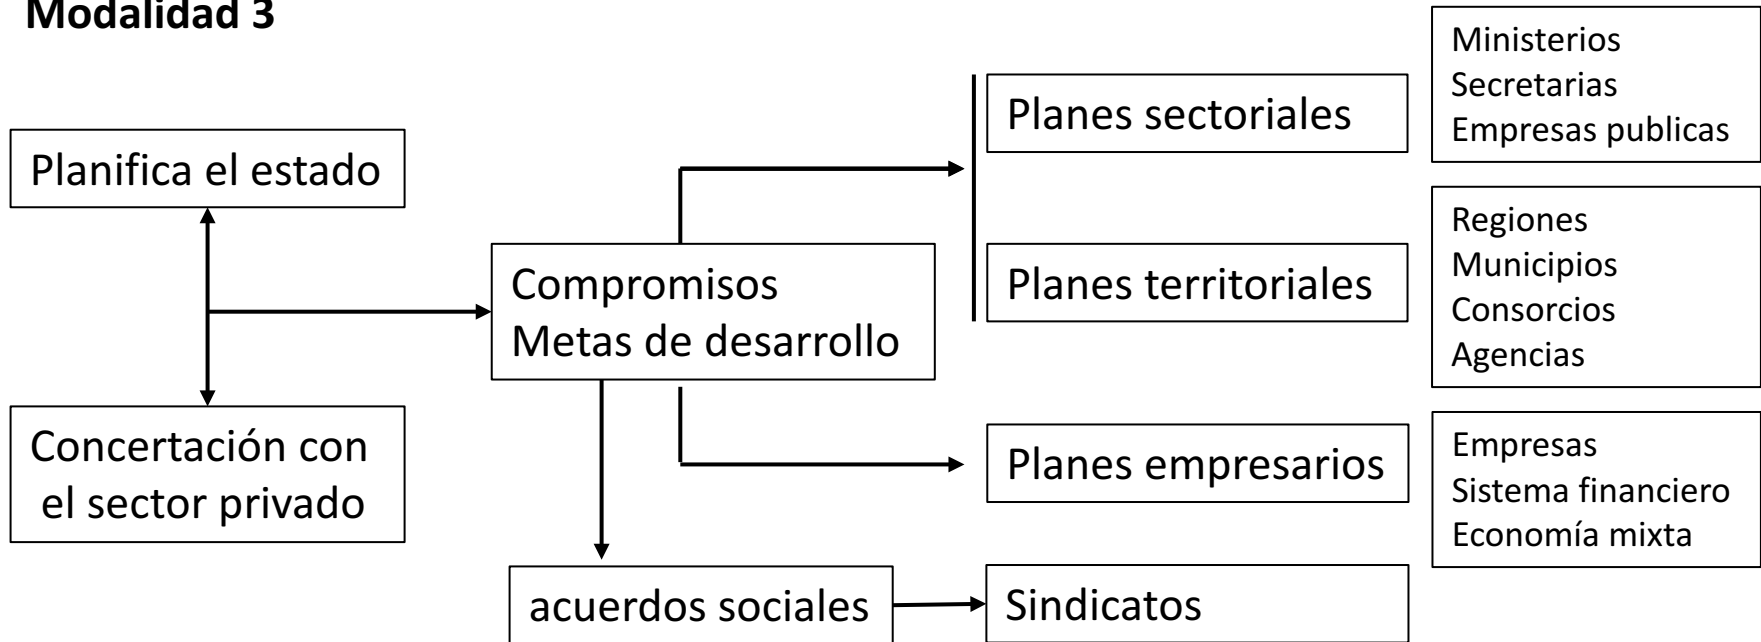 Modalidad 3
Planifica el estado
Concertación con
el sector privado
Compromisos
Metas de desarrollo
acuerdos sociales
Planes sectoriales
Planes territoriales
Planes empresarios
Sindicatos
Ministerios
Secretarias
Empresas publicas
Regiones
Municipios
Consorcios
Agencias
Empresas
Sistema financiero
Economía mixta